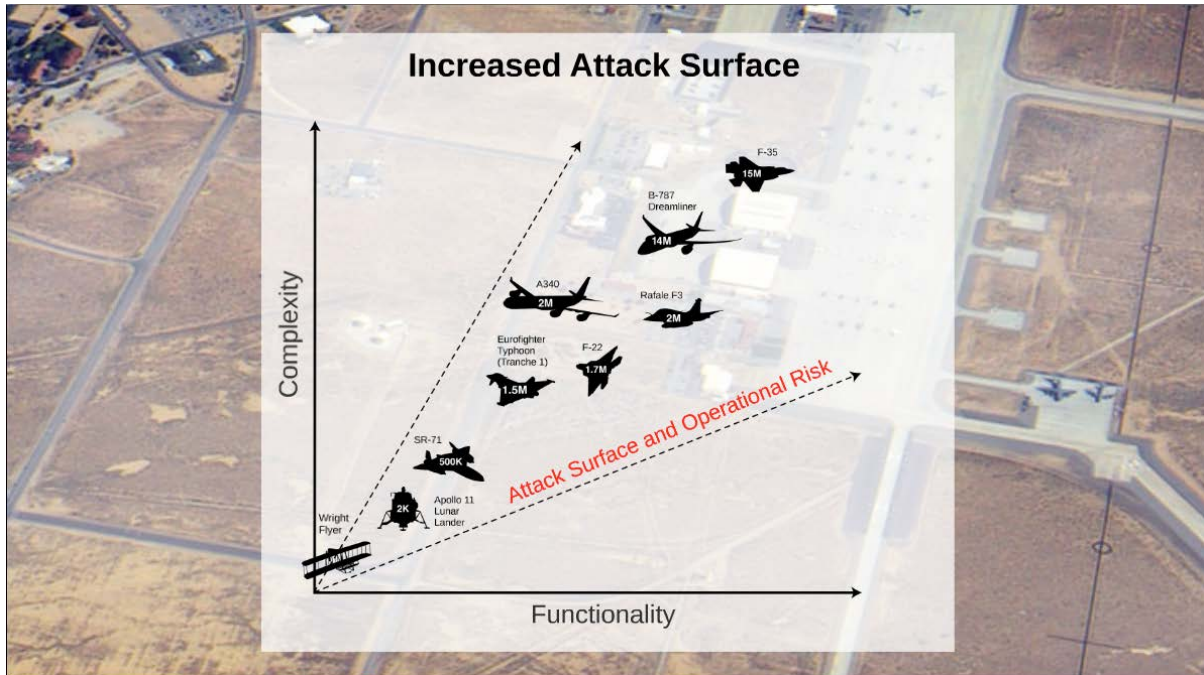 Increased Attack Surface
F-35
15M
B-787
Dreamliner
14M
A340
2M
Rafale F3
2M
Eurofighter
Typhoon
(Tranche 1)
1.5M
F-22
1.7M
SR-71
500K
Apollo 11
Lunar
Lander
2K
Wright
Flyer
Complexity
Functionality
Attack Surface and Operational Risk